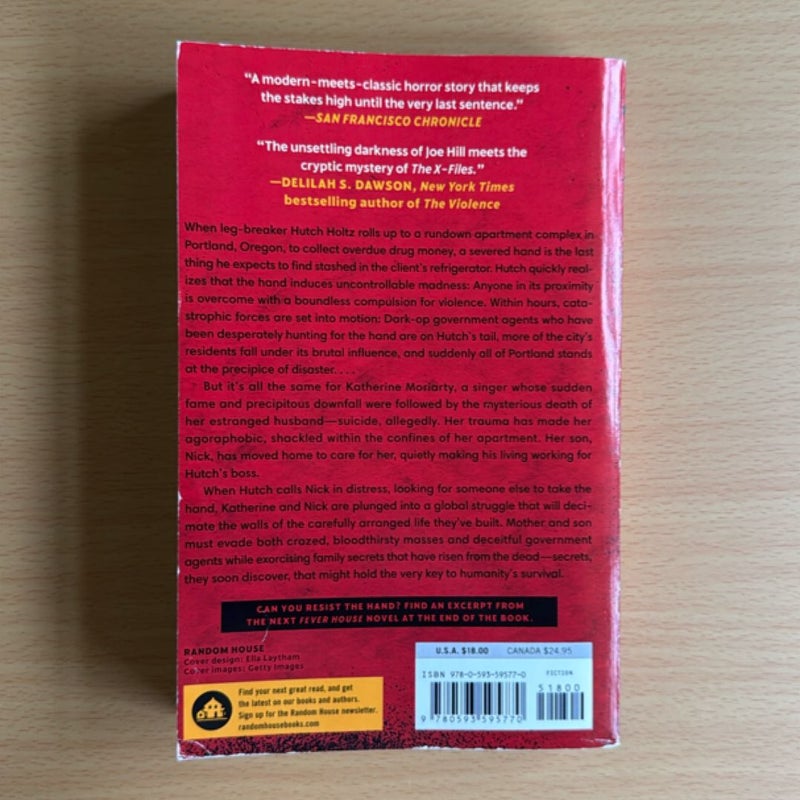 “A modern-meets-classic horror story that keeps
the stakes high until the very last sentence.”
—SAN FRANCISCO CHRONICLE
“The unsettling darkness of Joe Hill meets the
cryptic mystery of The X-Files.”
—DELILAH S. DAWSON, New York Times
bestselling author of The Violence
When leg-breaker Hutch Holtz rolls up to a rundown apartment complex in
Portland, Oregon, to collect overdue drug money, a severed hand is the last
thing he expects to find stashed in the client’s refrigerator. Hutch quickly real-
izes that the hand induces uncontrollable madness: Anyone in its proximity
is overcome with a boundless compulsion for violence. Within hours, cata-
strophic forces are set into motion: Dark-op government agents who have
been desperately hunting for the hand are on Hutch’s tail, more of the city’s
residents fall under its brutal influence, and suddenly all of Portland stands
at the precipice of disaster. . . .
But it’s all the same for Katherine Moriarty, a singer whose sudden
fame and precipitous downfall were followed by the mysterious death of
her estranged husband—suicide, allegedly. Her trauma has made her
agoraphobic, shackled within the confines of her apartment. Her son,
Nick, has moved home to care for her, quietly making his living working for
Hutch’s boss.
When Hutch calls Nick in distress, looking for someone else to take the
hand, Katherine and Nick are plunged into a global struggle that will deci-
mate the walls of the carefully arranged life they’ve built. Mother and son
must evade both crazed, bloodthirsty masses and deceitful government
agents while exorcising family secrets that have risen from the dead—secrets,
they soon discover, that might hold the very key to humanity’s survival.
CAN YOU RESIST THE HAND? FIND AN EXCERPT FROM
THE NEXT FEVER HOUSE NOVEL AT THE END OF THE BOOK.
RANDOM HOUSE
Cover design: Ella Laytham
Cover images: Getty Images
Find your next great read, and get
the latest on our books and authors.
Sign up for the Random House newsletter.
randomhousebooks.com
U.S.A. $18.00 CANADA $24.95
ISBN 978-0-593-59577-0 FICTION
51800
9 780593 595770